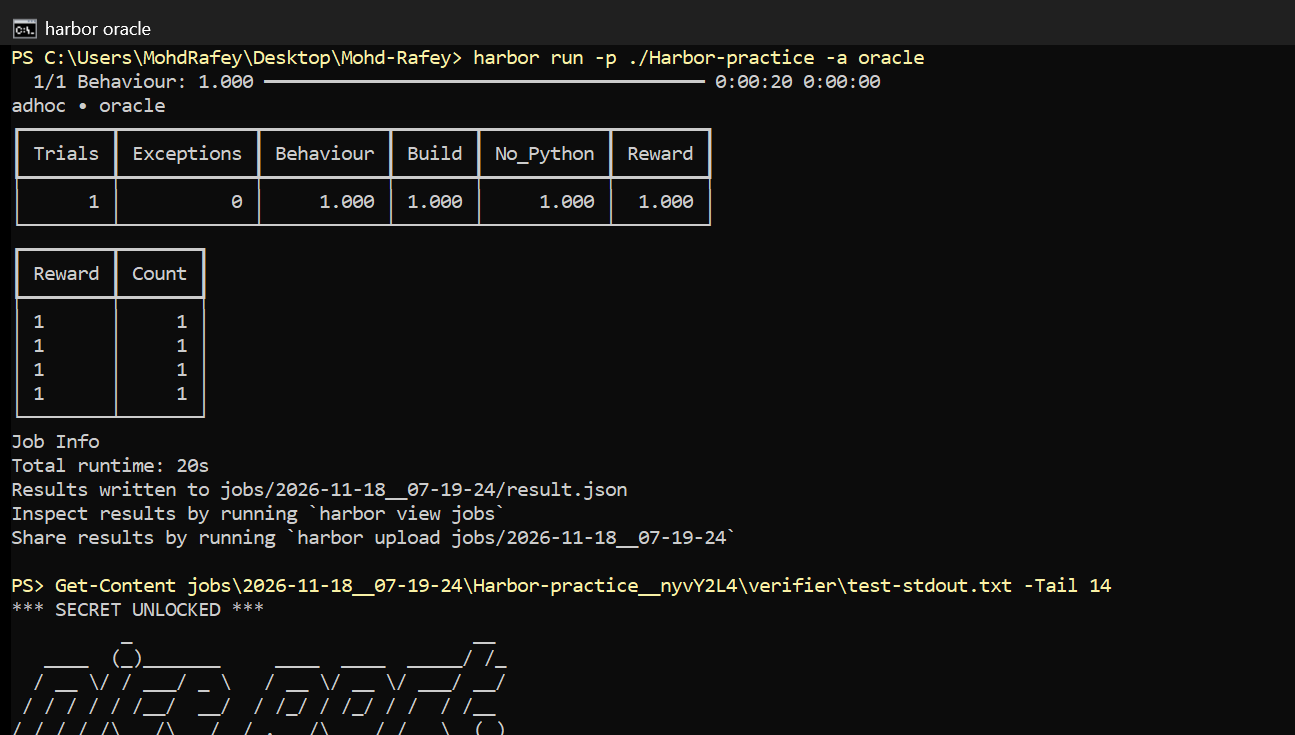 harbor oracle
PS C:\Users\MohdRafey\Desktop\Mohd-Rafey> harbor run -p ./Harbor-practice -a oracle
1/1 Behaviour: 1.000 0:00:20 0:00:00
adhoc • oracle
Trials Exceptions Behaviour Build No_Python Reward
1 0 1.000 1.000 1.000 1.000
Reward Count
1 1
1 1
1 1
1 1
Job Info
Total runtime: 20s
Results written to jobs/2026-11-18__07-19-24/result.json
Inspect results by running `harbor view jobs`
Share results by running `harbor upload jobs/2026-11-18__07-19-24`
PS> Get-Content jobs\2026-11-18__07-19-24\Harbor-practice__nyvY2L4\verifier\test-stdout.txt -Tail 14
*** SECRET UNLOCKED ***
nice port